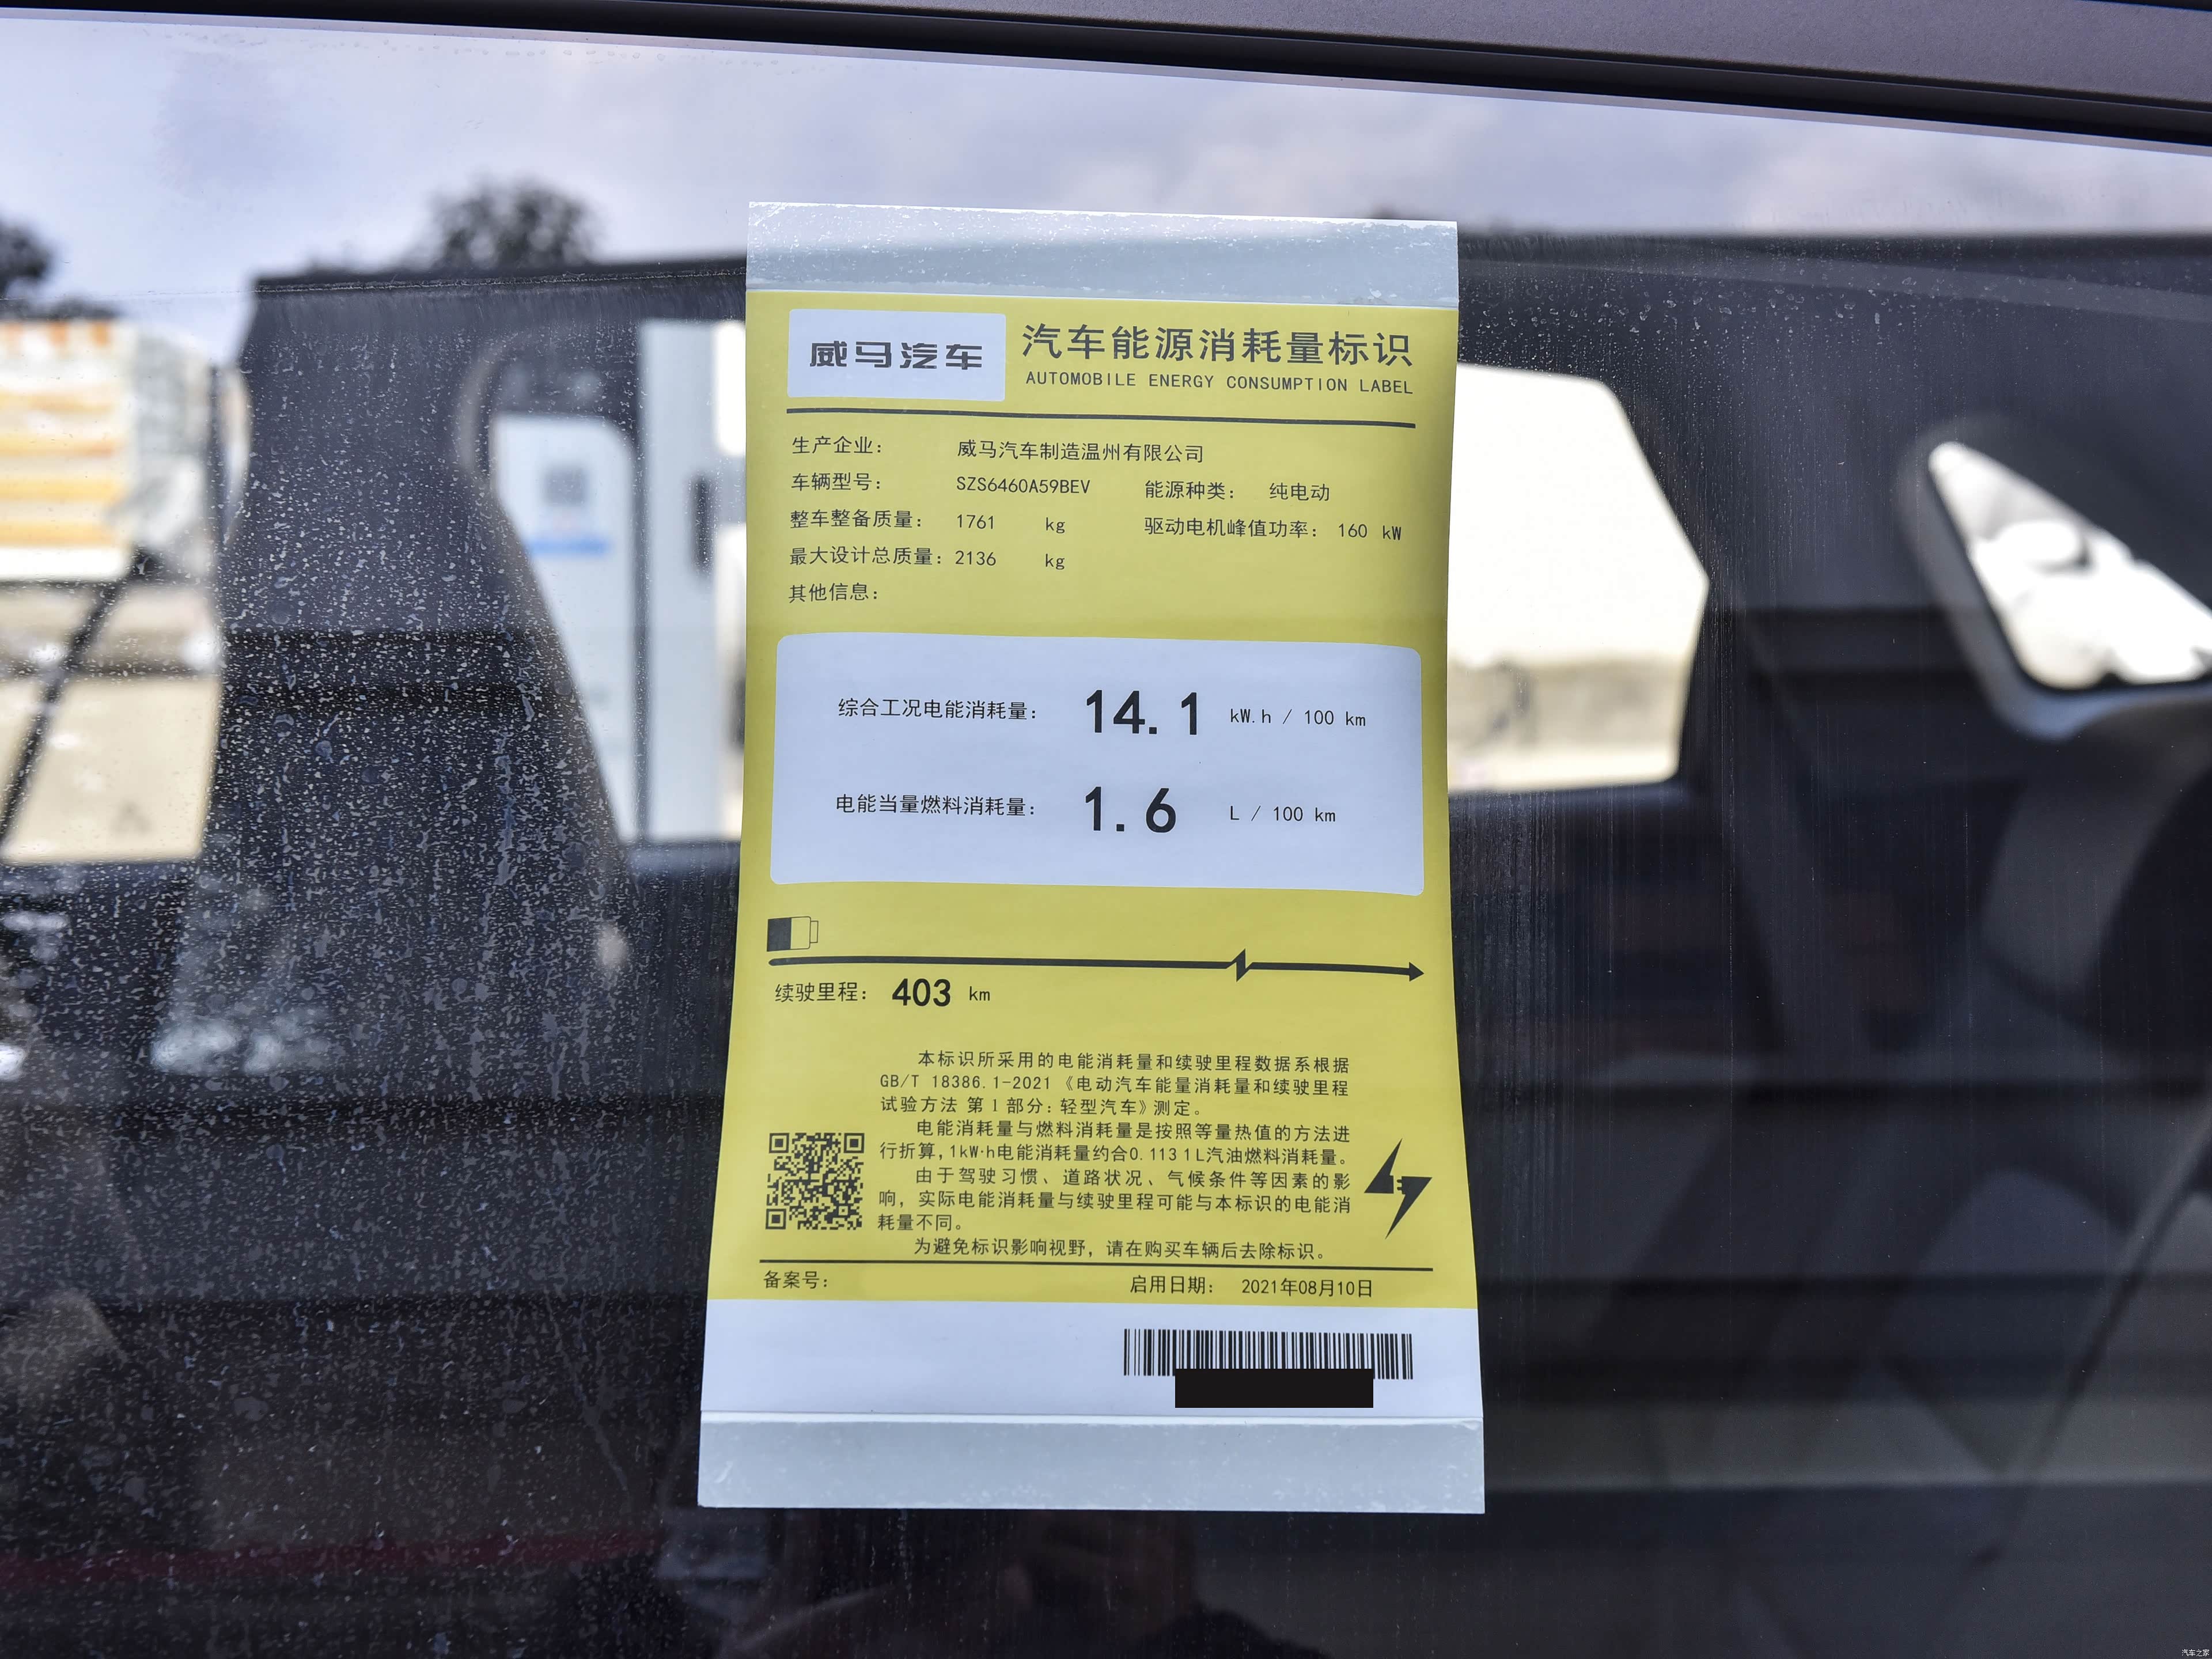 威马汽车
汽车能源消耗量标识
AUTOMOBILE ENERGY CONSUMPTION LABEL
生产企业： 威马汽车制造温州有限公司
车辆型号： SZS6460A59BEV 能源种类： 纯电动
整车整备质量： 1761 kg 驱动电机峰值功率： 160 kW
最大设计总质量： 2136 kg
其他信息：
综合工况电能消耗量： 14.1 kW.h / 100 km
电能当量燃料消耗量： 1.6 L / 100 km
续驶里程： 403 km
本标识所采用的电能消耗量和续驶里程数据系根据
GB/T 18386.1-2021《电动汽车能量消耗量和续驶里程
试验方法 第1部分：轻型汽车》测定。
电能消耗量与燃料消耗量是按照等量热值的方法进
行折算，1kW·h电能消耗量约合0.1131L汽油燃料消耗量。
由于驾驶习惯、道路状况、气候条件等因素的影
响，实际电能消耗量与续驶里程可能与本标识的电能消
耗量不同。
为避免标识影响视野，请在购买车辆后去除标识。
备案号： 启用日期： 2021年08月10日
汽车之家